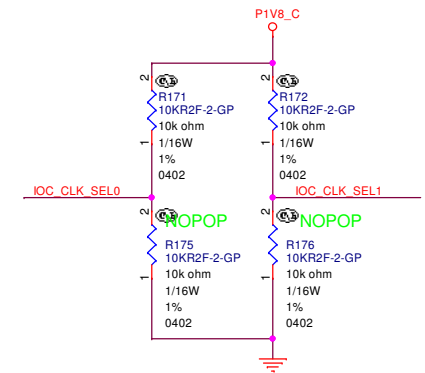 P1V8_C
2
2
R171
10KR2F-2-GP
10k ohm
1/16W
1%
0402
1
R172
10KR2F-2-GP
10k ohm
1/16W
1%
0402
1
IOC_CLK_SEL0
IOC_CLK_SEL1
2
NOPOP
2
NOPOP
R175
10KR2F-2-GP
10k ohm
1/16W
1%
0402
1
R176
10KR2F-2-GP
10k ohm
1/16W
1%
0402
1